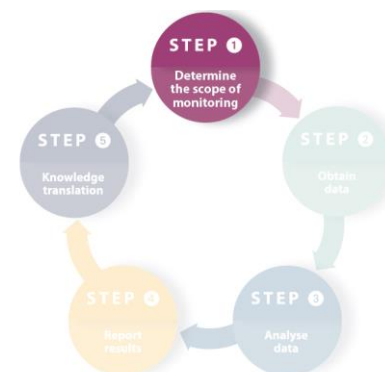 STEP 1
Determine
the scope of
monitoring
STEP 2
Obtain
data
STEP 3
Analyse
data
STEP 4
Report
results
STEP 5
Knowledge
translation